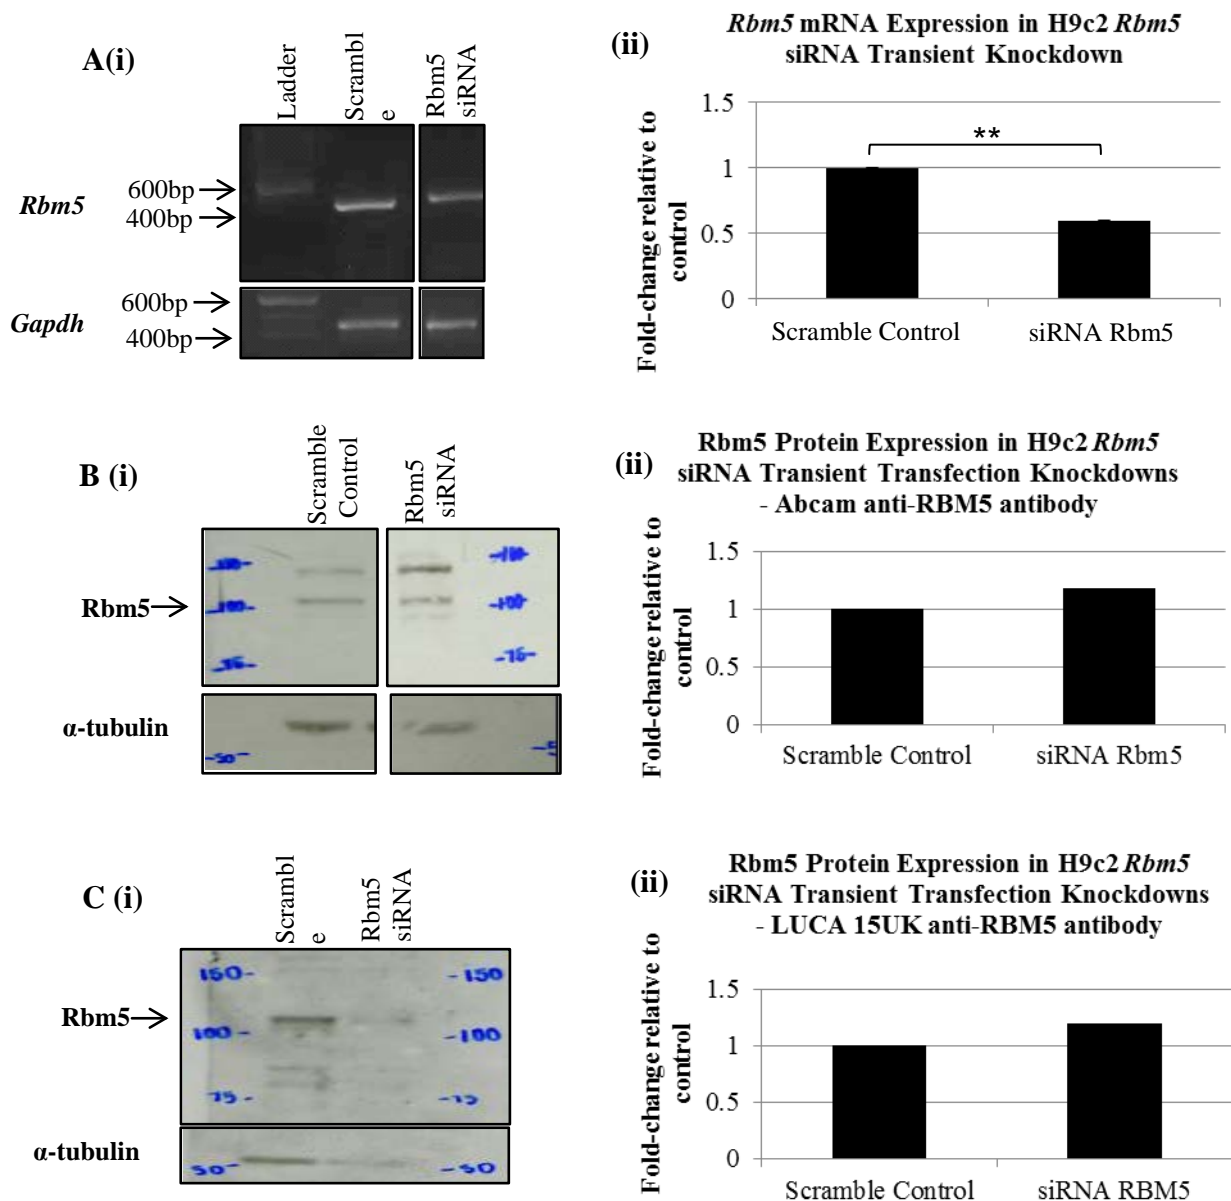 A(i)
Ladder
Scrambl
e
Rbm5
siRNA
600bp
Rbm5
400bp
600bp
Gapdh
400bp
(ii)
Rbm5 mRNA Expression in H9c2 Rbm5
siRNA Transient Knockdown
Fold-change relative to
control
1.5
1
0.5
0
**
Scramble Control
siRNA Rbm5
B (i)
Scramble
Control
Rbm5
siRNA
Rbm5
-100-
-75-
-100-
-75-
α-tubulin
-50-
(ii)
Rbm5 Protein Expression in H9c2 Rbm5
siRNA Transient Transfection Knockdowns
- Abcam anti-RBM5 antibody
Fold-change relative to
control
1.5
1
0.5
0
Scramble Control
siRNA Rbm5
C (i)
Scrambl
e
Rbm5
siRNA
150-
-150
Rbm5
100-
-100
75-
-75
α-tubulin
50-
-50
(ii)
Rbm5 Protein Expression in H9c2 Rbm5
siRNA Transient Transfection Knockdowns
- LUCA 15UK anti-RBM5 antibody
Fold-change relative to
control
1.5
1
0.5
0
Scramble Control
siRNA RBM5